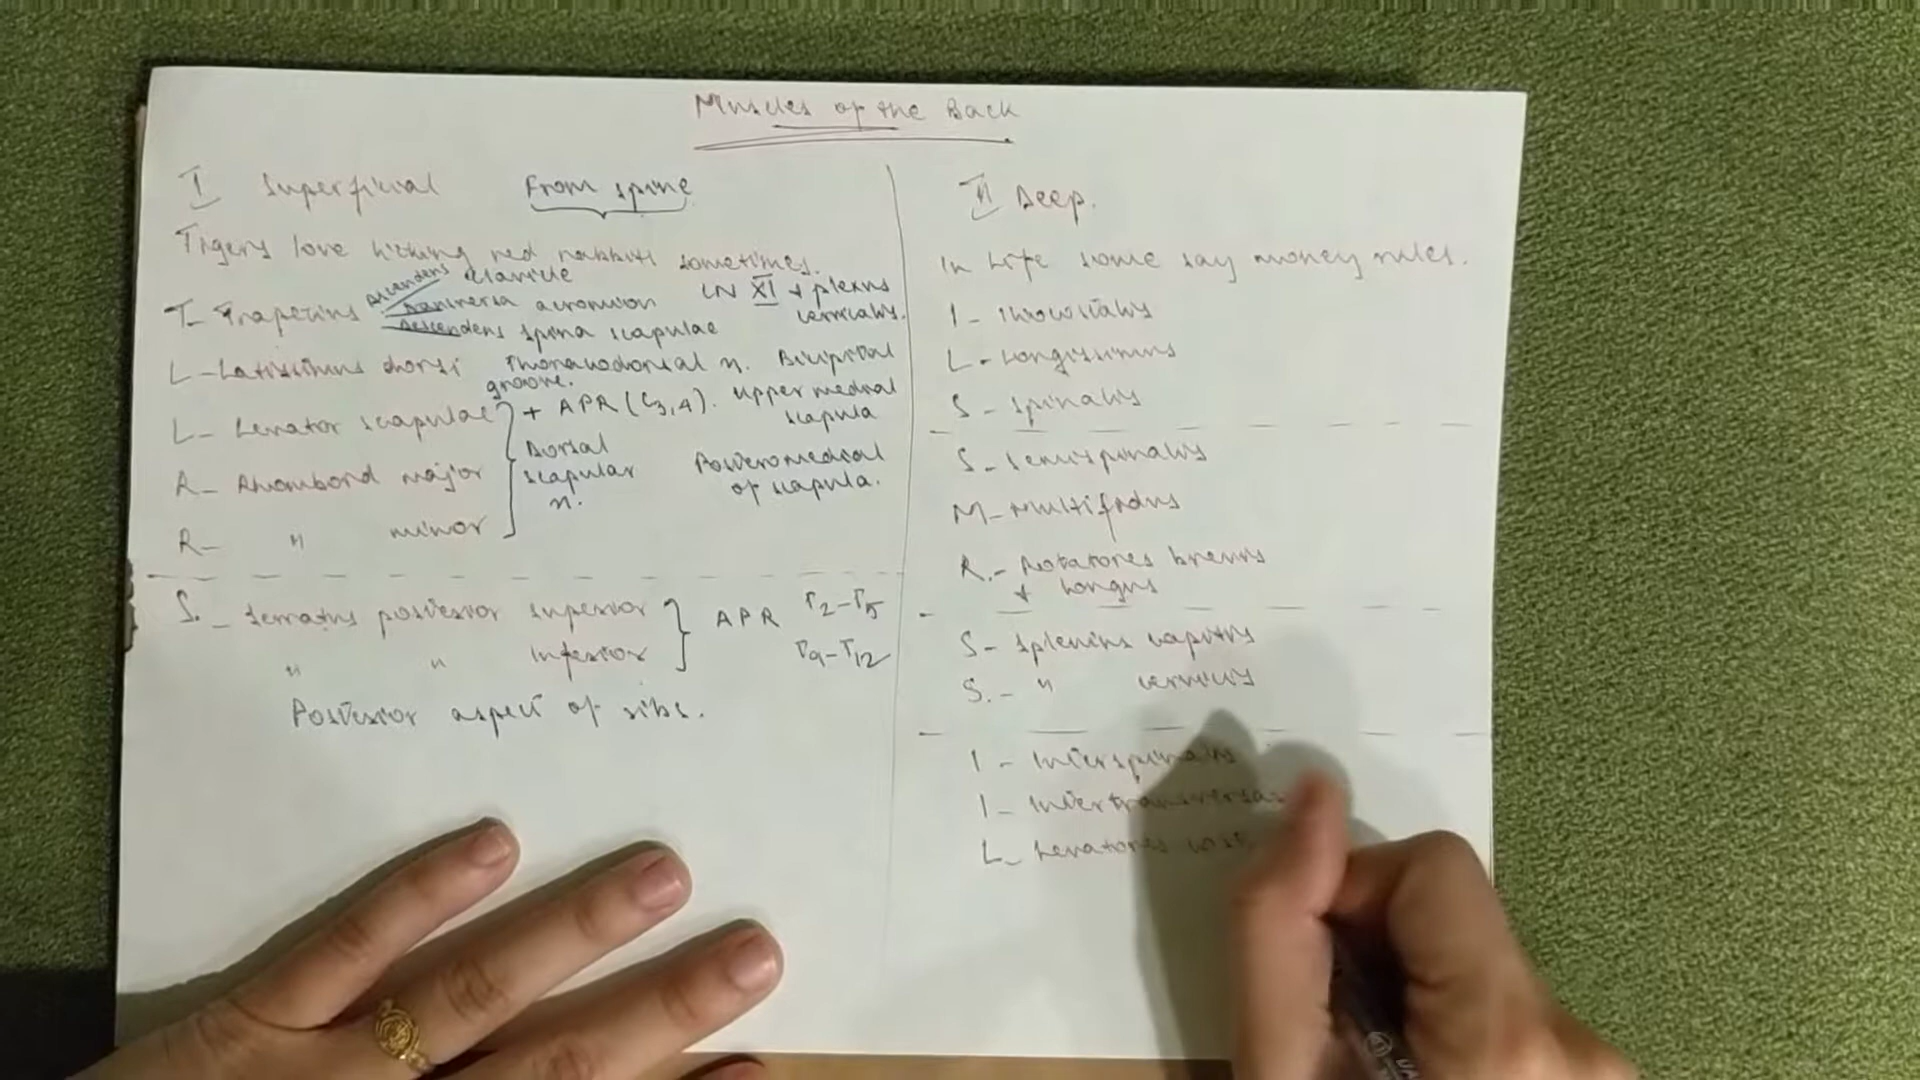 Muscles of the Back
I Superficial From spine
Tigers love kicking red rabbits sometimes.
T- Trapezius Ascendens clavicle
Transversa acromion CN XI + plexus
Descendens spina scapulae cervicalis.
L- Latissimus dorsi Thoracodorsal n. Bicipital
groove.
L- Levator scapulae + APR (C3,4). Upper medial
scapula
R- Rhomboid major Dorsal scapular n. Posteromedial of scapula.
R- " minor
S.- Serratus posterior superior APR T2-T5
" " Inferior T9-T12
Posterior aspect of ribs.
II Deep.
In Life some say money rules.
I- Iliocostalis
L- Longissimus
S- Spinalis
S- Semispinalis
M- Multifidus
R.- Rotatores brevis
+ longus
S- Splenius capitis
S.- " cervicis
I- Interspinalis
I- Intertransversas
L- Levatores